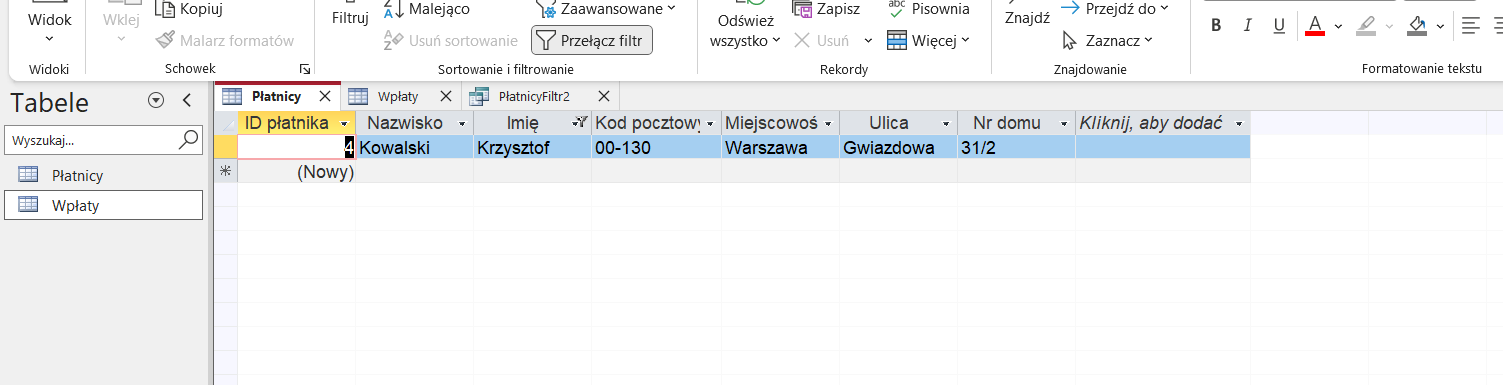 Widok
Wklej
Kopiuj
Malarz formatów
Filtruj
Malejąco
Usuń sortowanie
Zaawansowane
Przełącz filtr
Odśwież
wszystko
Zapisz
Usuń
abc
Pisownia
Więcej
Znajdź
Przejdź do
Zaznacz
B I U A
Widoki
Schowek
Sortowanie i filtrowanie
Rekordy
Znajdowanie
Formatowanie tekstu
Tabele
Wyszukaj...
Płatnicy
Wpłaty
Płatnicy Wpłaty PłatnicyFiltr2
ID płatnika Nazwisko Imię Kod pocztowy Miejscowoś Ulica Nr domu Kliknij, aby dodać
4 Kowalski Krzysztof 00-130 Warszawa Gwiazdowa 31/2
(Nowy)